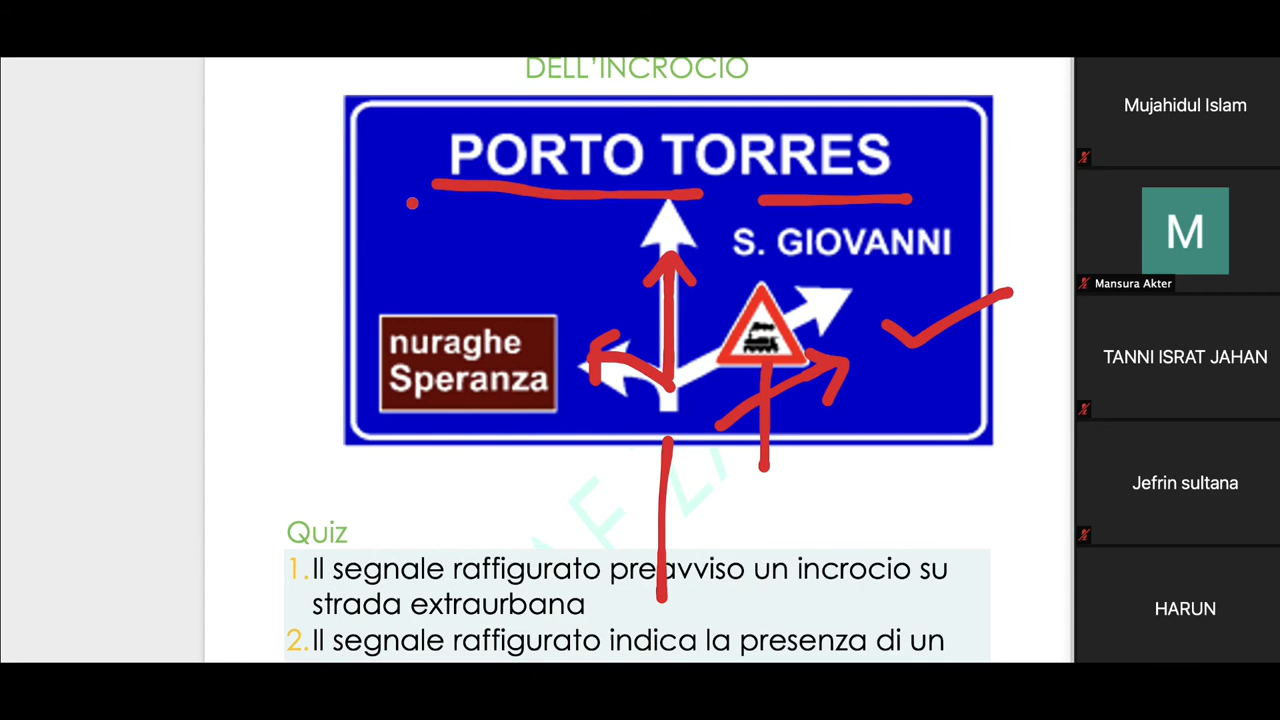 DELL'INCROCIO
PORTO TORRES
S. GIOVANNI
nuraghe
Speranza
Quiz
1. Il segnale raffigurato preavviso un incrocio su
strada extraurbana
2. Il segnale raffigurato indica la presenza di un
Mujahidul Islam
M
Mansura Akter
TANNI ISRAT JAHAN
Jefrin sultana
HARUN